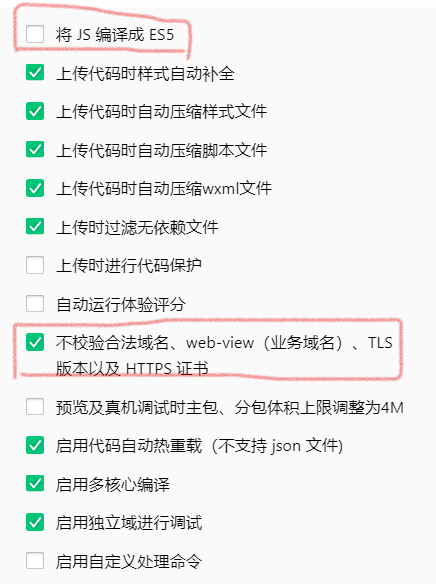 将 JS 编译成 ES5
上传代码时样式自动补全
上传代码时自动压缩样式文件
上传代码时自动压缩脚本文件
上传代码时自动压缩wxml文件
上传时过滤无依赖文件
上传时进行代码保护
自动运行体验评分
不校验合法域名、web-view（业务域名）、TLS
版本以及 HTTPS 证书
预览及真机调试时主包、分包体积上限调整为4M
启用代码自动热重载（不支持 json 文件)
启用多核心编译
启用独立域进行调试
启用自定义处理命令